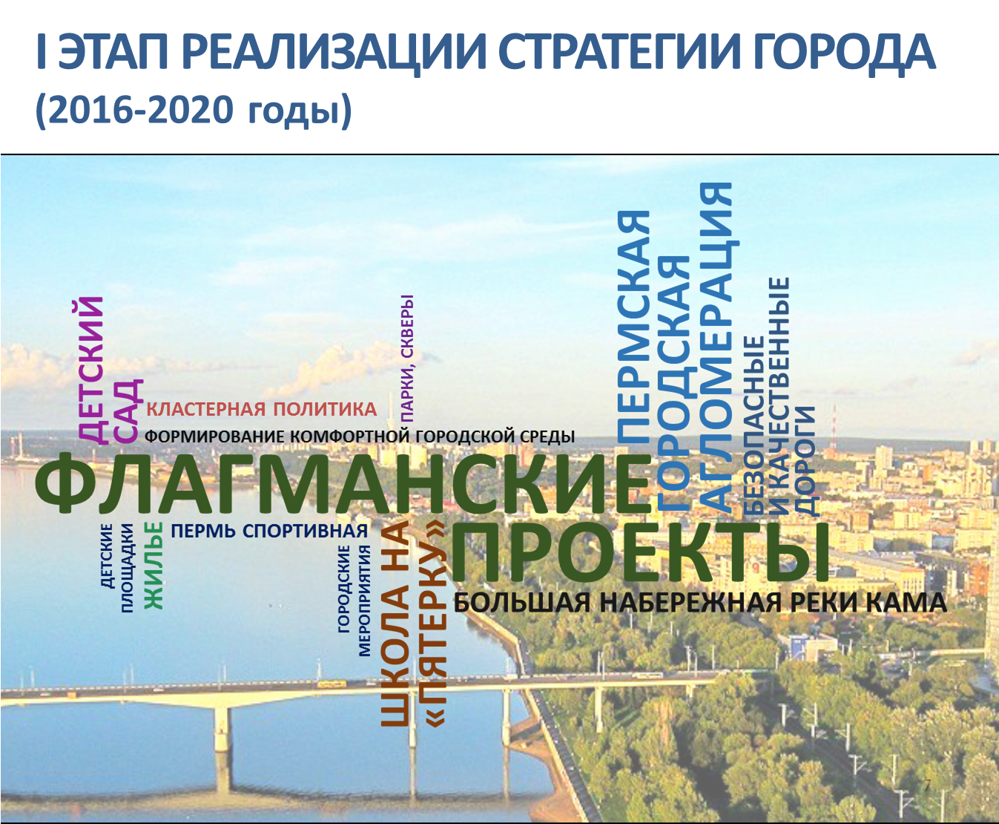 I ЭТАП РЕАЛИЗАЦИИ СТРАТЕГИИ ГОРОДА
(2016-2020 годы)
ДЕТСКИЙ
САД
КЛАСТЕРНАЯ ПОЛИТИКА
ПАРКИ, СКВЕРЫ
ФОРМИРОВАНИЕ КОМФОРТНОЙ ГОРОДСКОЙ СРЕДЫ
ПЕРМСКАЯ
ГОРОДСКАЯ
АГЛОМЕРАЦИЯ
БЕЗОПАСНЫЕ
И КАЧЕСТВЕННЫЕ
ДОРОГИ
ФЛАГМАНСКИЕ
ПРОЕКТЫ
ДЕТСКИЕ
ПЛОЩАДКИ
ЖИЛЬЕ
ПЕРМЬ СПОРТИВНАЯ
ГОРОДСКИЕ
МЕРОПРИЯТИЯ
ШКОЛА НА
«ПЯТЕРКУ»
БОЛЬШАЯ НАБЕРЕЖНАЯ РЕКИ КАМА
7